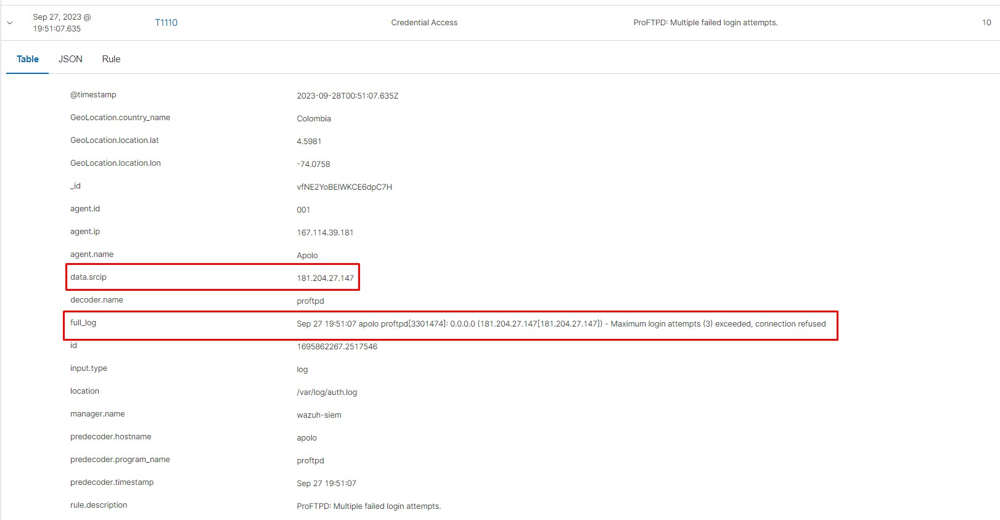 Sep 27, 2023 @
19:51:07.635
T1110
Credential Access
ProFTPD: Multiple failed login attempts.
10
Table JSON Rule
@timestamp 2023-09-28T00:51:07.635Z
GeoLocation.country_name Colombia
GeoLocation.location.lat 4.5981
GeoLocation.location.lon -74.0758
_id vfNE2YoBEIWKCE6dpC7H
agent.id 001
agent.ip 167.114.39.181
agent.name Apolo
data.srcip 181.204.27.147
decoder.name proftpd
full_log Sep 27 19:51:07 apolo proftpd[3301474]: 0.0.0.0 (181.204.27.147[181.204.27.147]) - Maximum login attempts (3) exceeded, connection refused
id 1695862267.2517546
input.type log
location /var/log/auth.log
manager.name wazuh-siem
predecoder.hostname apolo
predecoder.program_name proftpd
predecoder.timestamp Sep 27 19:51:07
rule.description ProFTPD: Multiple failed login attempts.